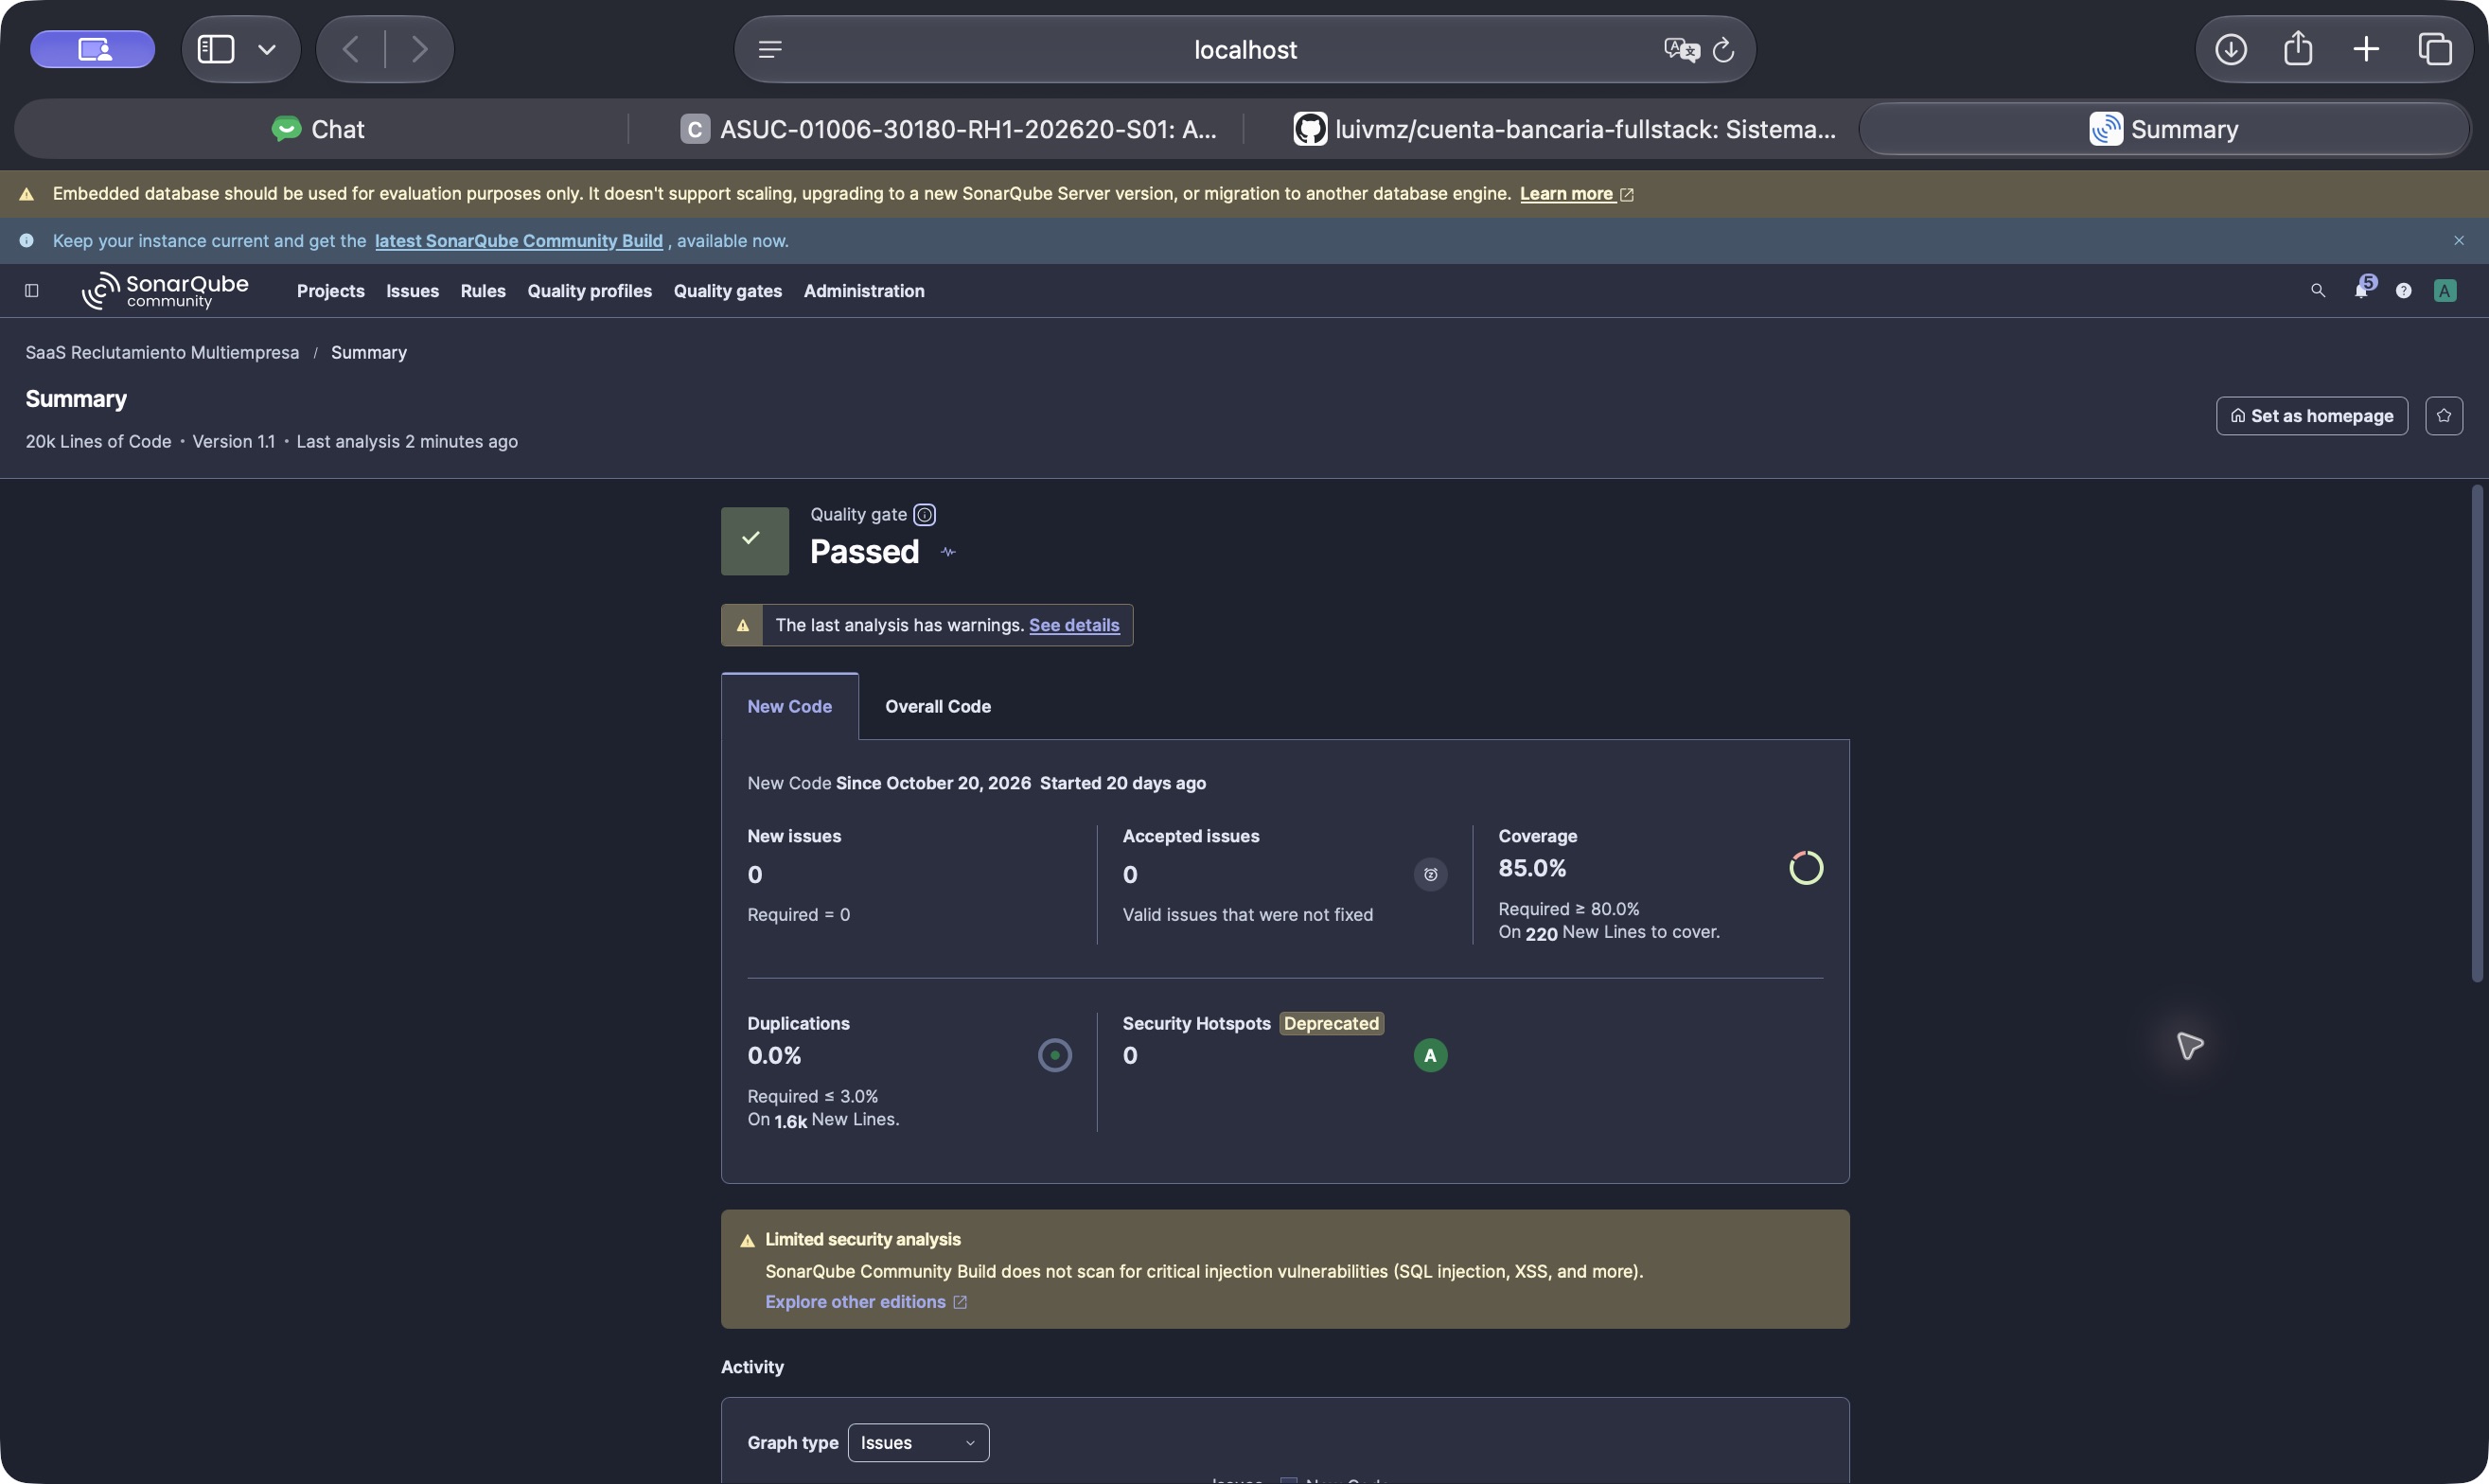 localhost
Chat
C ASUC-01006-30180-RH1-202620-S01: A...
luivmz/cuenta-bancaria-fullstack: Sistema...
Summary
Embedded database should be used for evaluation purposes only. It doesn't support scaling, upgrading to a new SonarQube Server version, or migration to another database engine. Learn more
Keep your instance current and get the latest SonarQube Community Build , available now.
SonarQube community
Projects Issues Rules Quality profiles Quality gates Administration
5
A
SaaS Reclutamiento Multiempresa / Summary
Summary
20k Lines of Code • Version 1.1 • Last analysis 2 minutes ago
Set as homepage
Quality gate
Passed
The last analysis has warnings. See details
New Code
Overall Code
New Code Since October 20, 2026 Started 20 days ago
New issues
0
Required = 0
Accepted issues
0
Valid issues that were not fixed
Coverage
85.0%
Required ≥ 80.0%
On 220 New Lines to cover.
Duplications
0.0%
Required ≤ 3.0%
On 1.6k New Lines.
Security Hotspots Deprecated
0
A
Limited security analysis
SonarQube Community Build does not scan for critical injection vulnerabilities (SQL injection, XSS, and more).
Explore other editions
Activity
Graph type Issues